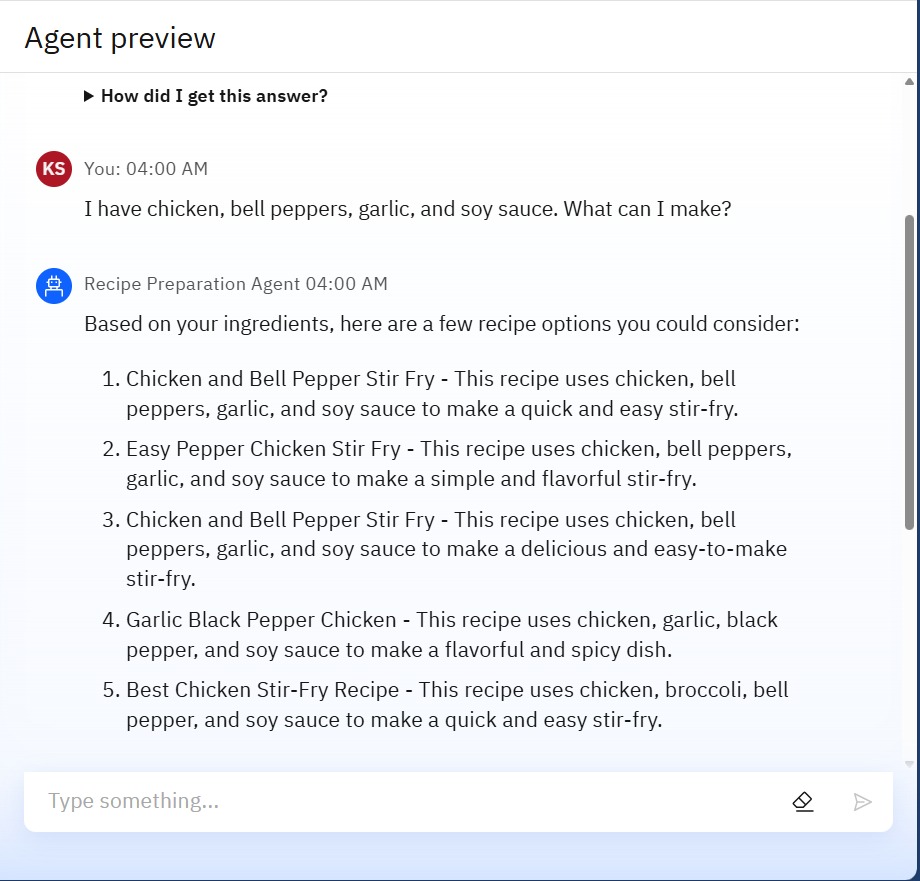 Agent preview
▶ How did I get this answer?
KS
You: 04:00 AM
I have chicken, bell peppers, garlic, and soy sauce. What can I make?
Recipe Preparation Agent 04:00 AM
Based on your ingredients, here are a few recipe options you could consider:
1. Chicken and Bell Pepper Stir Fry - This recipe uses chicken, bell
peppers, garlic, and soy sauce to make a quick and easy stir-fry.
2. Easy Pepper Chicken Stir Fry - This recipe uses chicken, bell peppers,
garlic, and soy sauce to make a simple and flavorful stir-fry.
3. Chicken and Bell Pepper Stir Fry - This recipe uses chicken, bell
peppers, garlic, and soy sauce to make a delicious and easy-to-make
stir-fry.
4. Garlic Black Pepper Chicken - This recipe uses chicken, garlic, black
pepper, and soy sauce to make a flavorful and spicy dish.
5. Best Chicken Stir-Fry Recipe - This recipe uses chicken, broccoli, bell
pepper, and soy sauce to make a quick and easy stir-fry.
Type something...